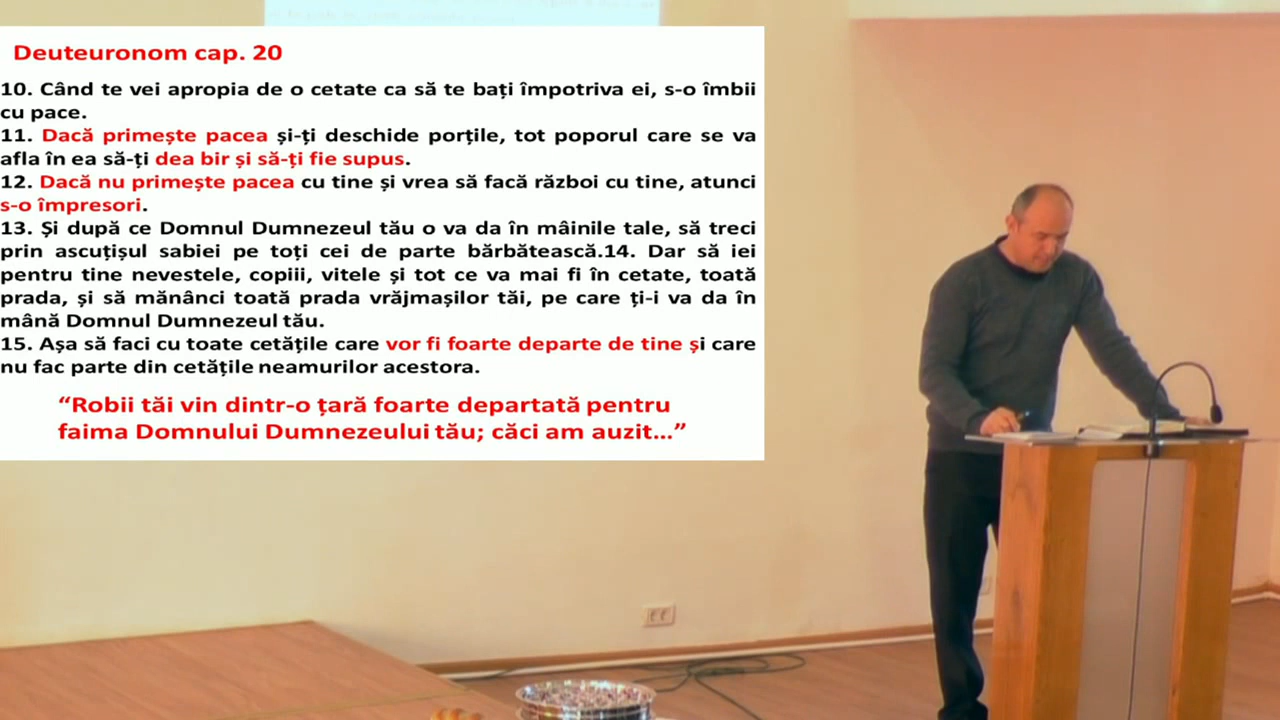 Deuteuronom cap. 20
10. Când te vei apropia de o cetate ca să te bați împotriva ei, s-o îmbii
cu pace.
11. Dacă primește pacea și-ți deschide porțile, tot poporul care se va
afla în ea să-ți dea bir și să-ți fie supus.
12. Dacă nu primește pacea cu tine și vrea să facă război cu tine, atunci
s-o împresori.
13. Și după ce Domnul Dumnezeul tău o va da în mâinile tale, să treci
prin ascuțișul sabiei pe toți cei de parte bărbătească.14. Dar să iei
pentru tine nevestele, copiii, vitele și tot ce va mai fi în cetate, toată
prada, și să mănânci toată prada vrăjmașilor tăi, pe care ți-i va da în
mână Domnul Dumnezeul tău.
15. Așa să faci cu toate cetățile care vor fi foarte departe de tine și care
nu fac parte din cetățile neamurilor acestora.
“Robii tăi vin dintr-o țară foarte departată pentru
faima Domnului Dumnezeului tău; căci am auzit...”